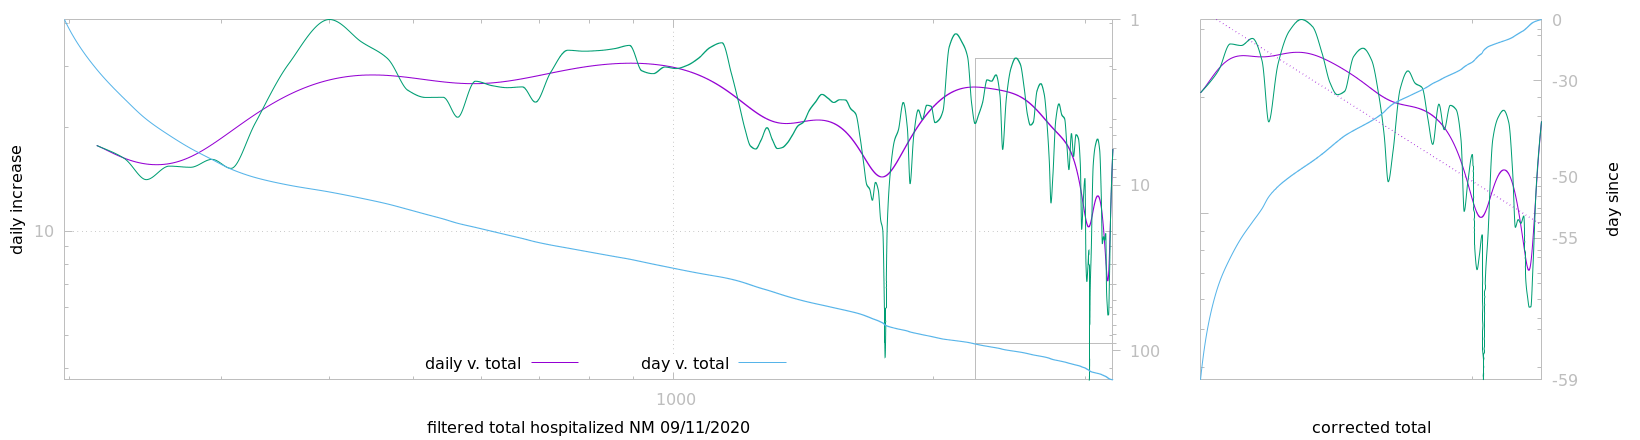 daily increase
10
daily v. total
day v. total
1000
filtered total hospitalized NM 09/11/2020
1
10
100
0
-30
-50
-55
-59
day since
corrected total